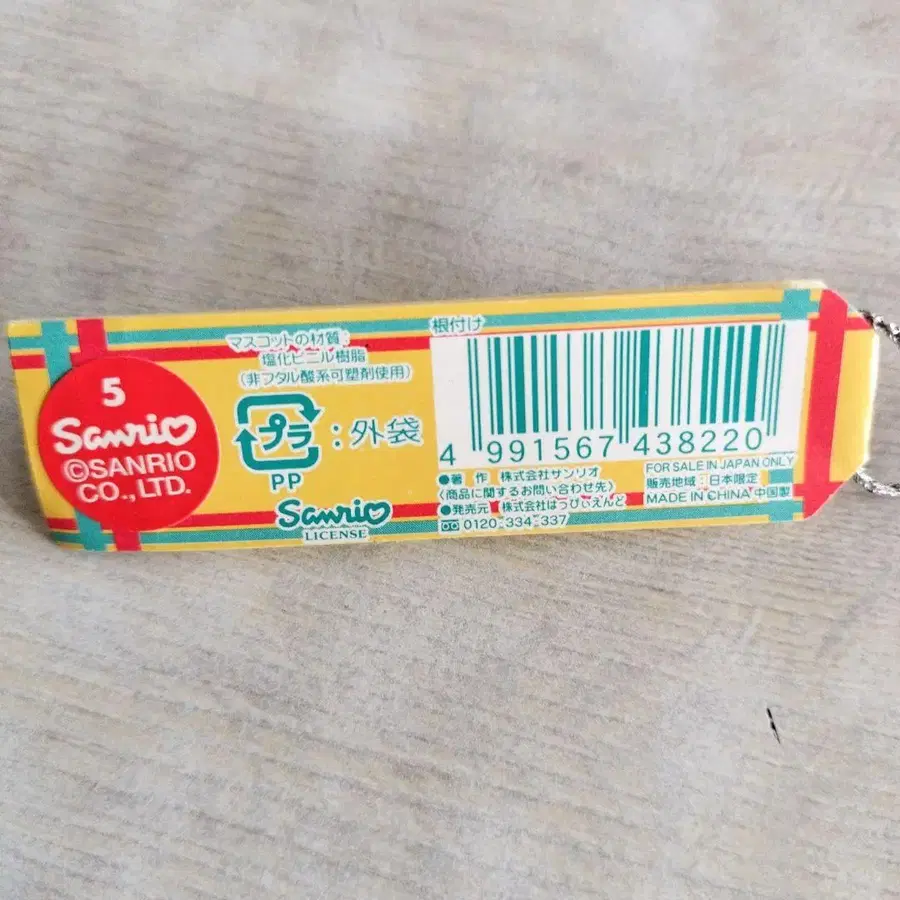 5
Sanrio
©SANRIO
CO., LTD.
マスコットの材質:
塩化ビニル樹脂
(非フタル酸系可塑剤使用)
プラ:外袋
PP
Sanrio
LICENSE
根付け
4 991567 438220
●著 作 株式会社サンリオ
〈商品に関するお問い合わせ先〉
●発売元 株式会社はっぴぃえんど
0120-334-337
FOR SALE IN JAPAN ONLY
販売地域:日本限定
MADE IN CHINA 中国製